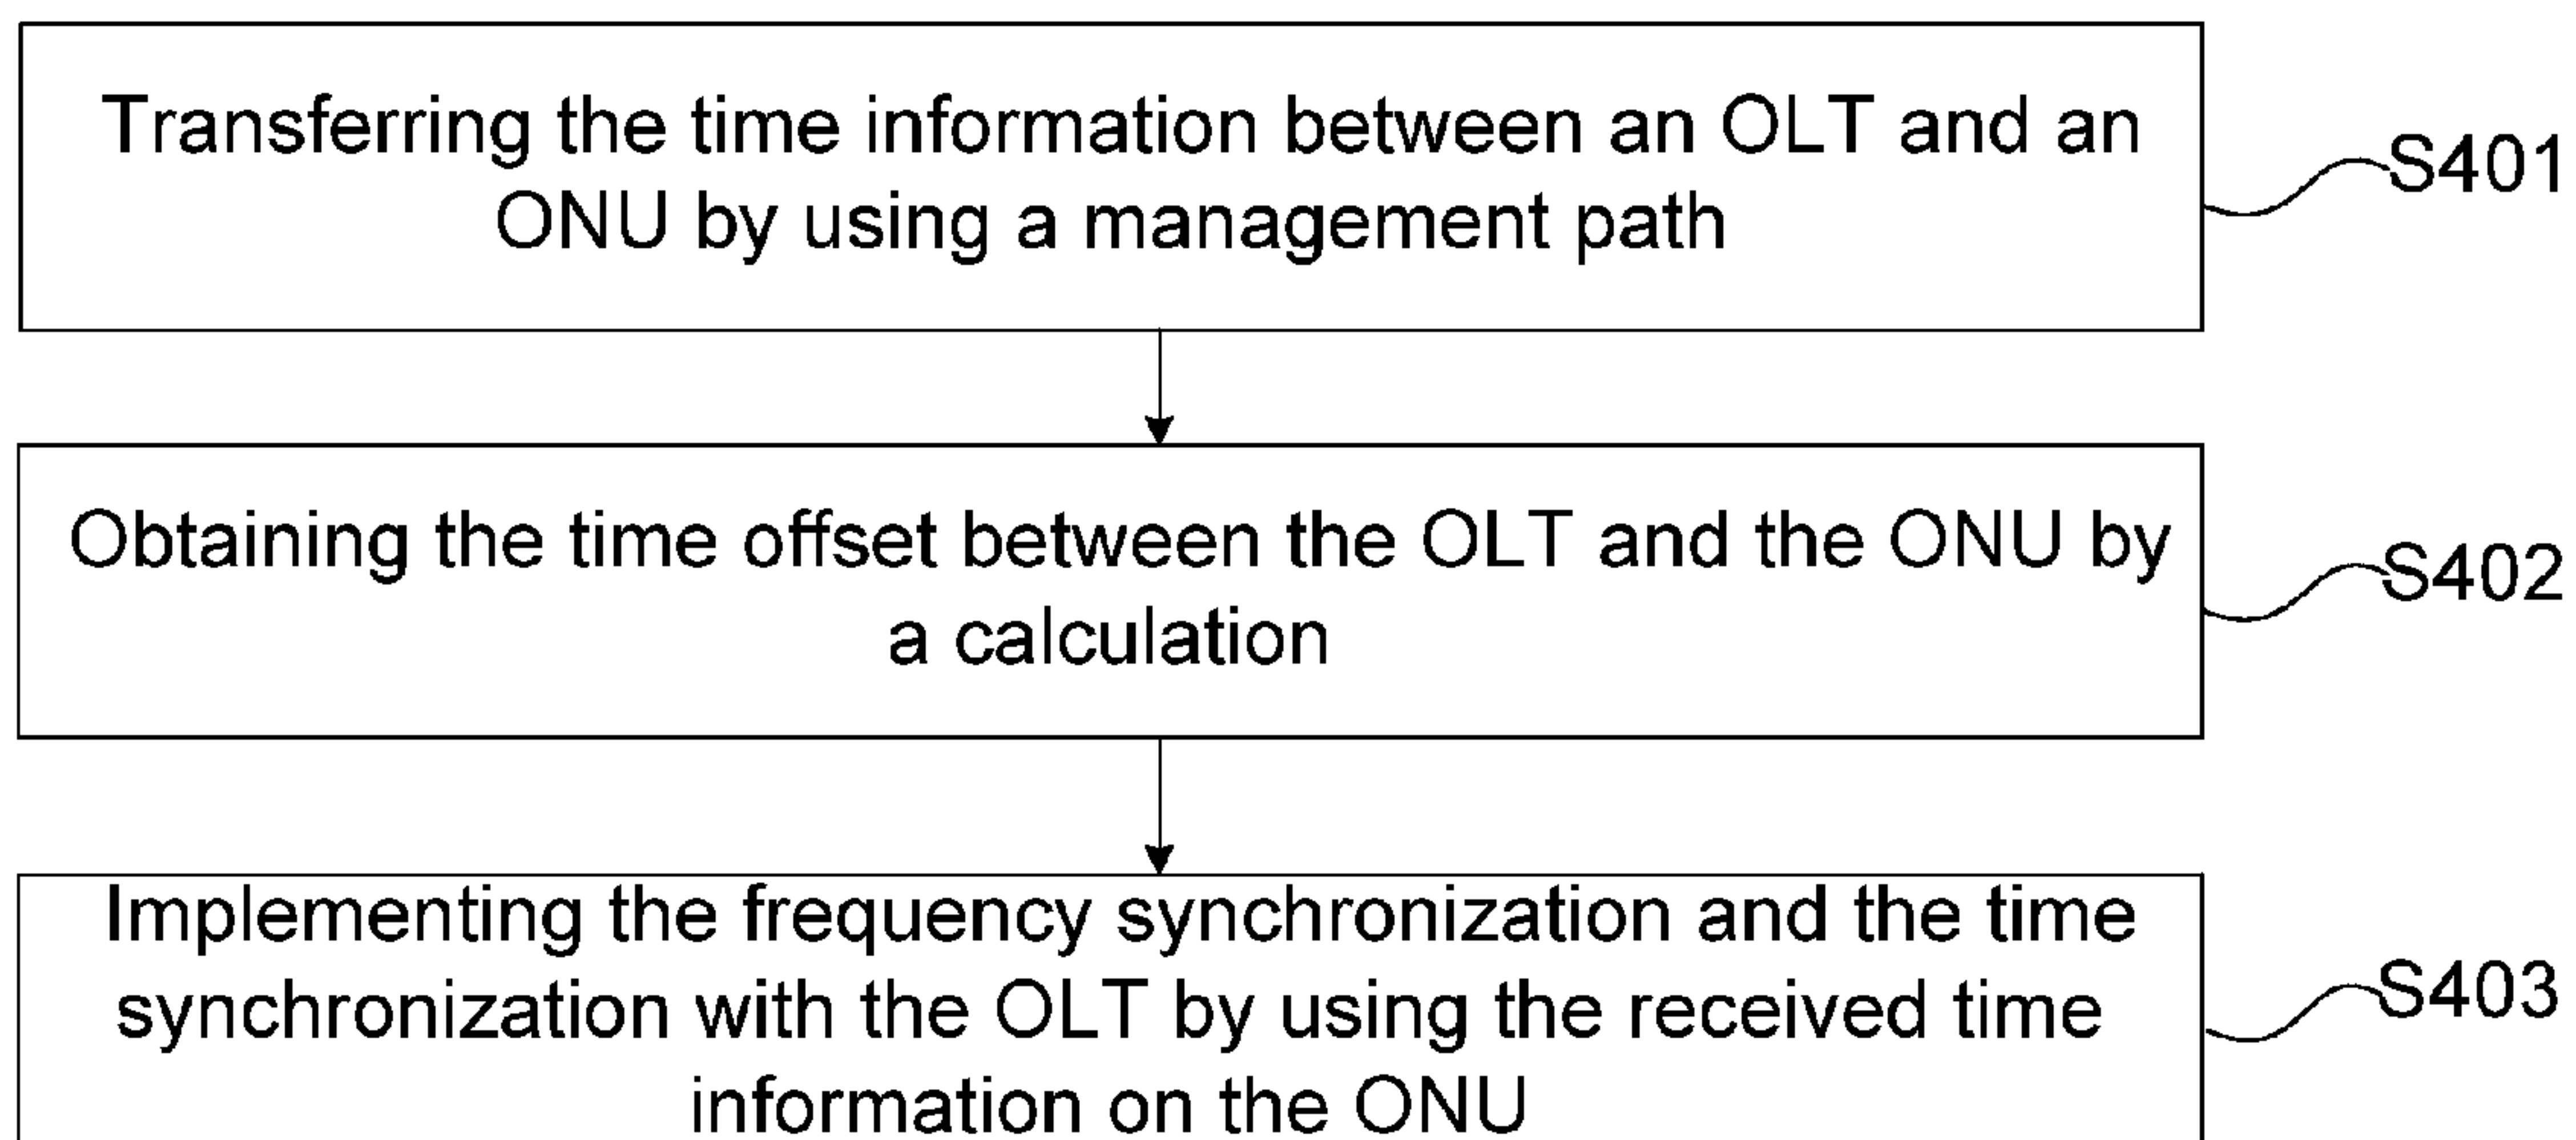 Transferring the time information between an OLT and an
ONU by using a management path
S401
Obtaining the time offset between the OLT and the ONU by
a calculation
S402
Implementing the frequency synchronization and the time
synchronization with the OLT by using the received time
information on the ONU
S403